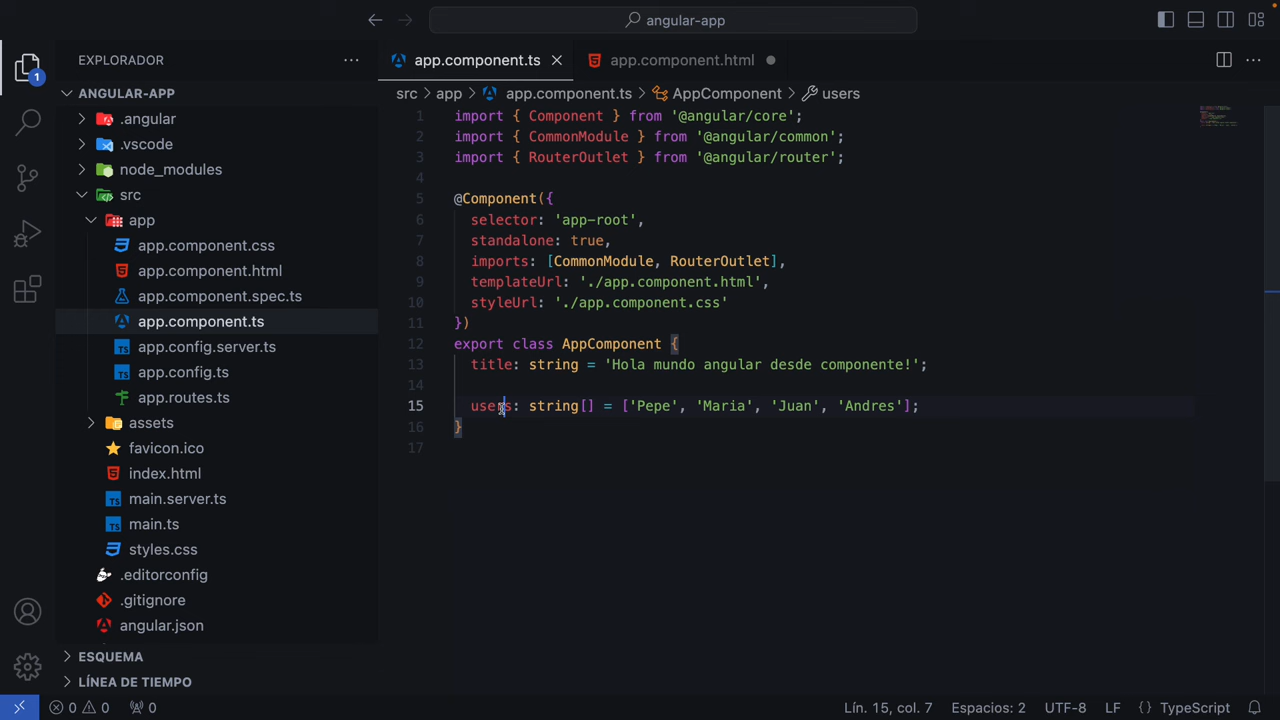 angular-app
EXPLORADOR
ANGULAR-APP
.angular
.vscode
node_modules
src
app
app.component.css
app.component.html
app.component.spec.ts
app.component.ts
app.config.server.ts
app.config.ts
app.routes.ts
assets
favicon.ico
index.html
main.server.ts
main.ts
styles.css
.editorconfig
.gitignore
angular.json
ESQUEMA
LÍNEA DE TIEMPO
1
app.component.ts
app.component.html
src > app > app.component.ts > AppComponent > users
1 import { Component } from '@angular/core';
2 import { CommonModule } from '@angular/common';
3 import { RouterOutlet } from '@angular/router';
4
5 @Component({
6 selector: 'app-root',
7 standalone: true,
8 imports: [CommonModule, RouterOutlet],
9 templateUrl: './app.component.html',
10 styleUrl: './app.component.css'
11 })
12 export class AppComponent {
13 title: string = 'Hola mundo angular desde componente!';
14
15 users: string[] = ['Pepe', 'Maria', 'Juan', 'Andres'];
16 }
17
0 0 0
Lín. 15, col. 7 Espacios: 2 UTF-8 LF {} TypeScript